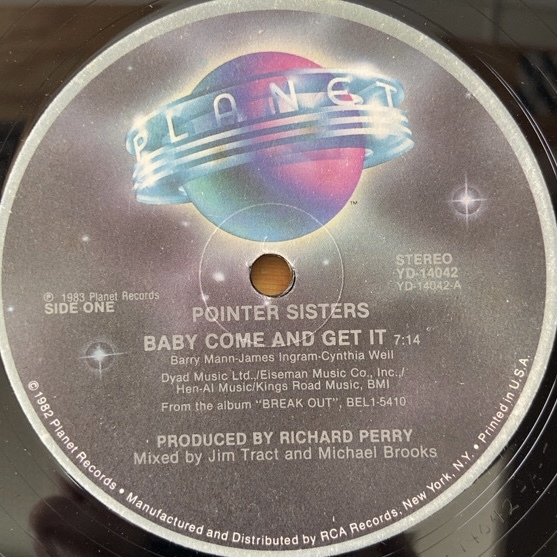 PLANET
™
STEREO
YD-14042
YD-14042-A
℗ 1983 Planet Records
SIDE ONE
POINTER SISTERS
BABY COME AND GET IT 7:14
Barry Mann-James Ingram-Cynthia Weil
Dyad Music Ltd../Eiseman Music Co., Inc./
Hen-Al Music/Kings Road Music, BMI
From the album "BREAK OUT", BEL1-5410
PRODUCED BY RICHARD PERRY
Mixed by Jim Tract and Michael Brooks
©1982 Planet Records • Manufactured and Distributed by RCA Records, New York, N.Y. • Printed in U.S.A.